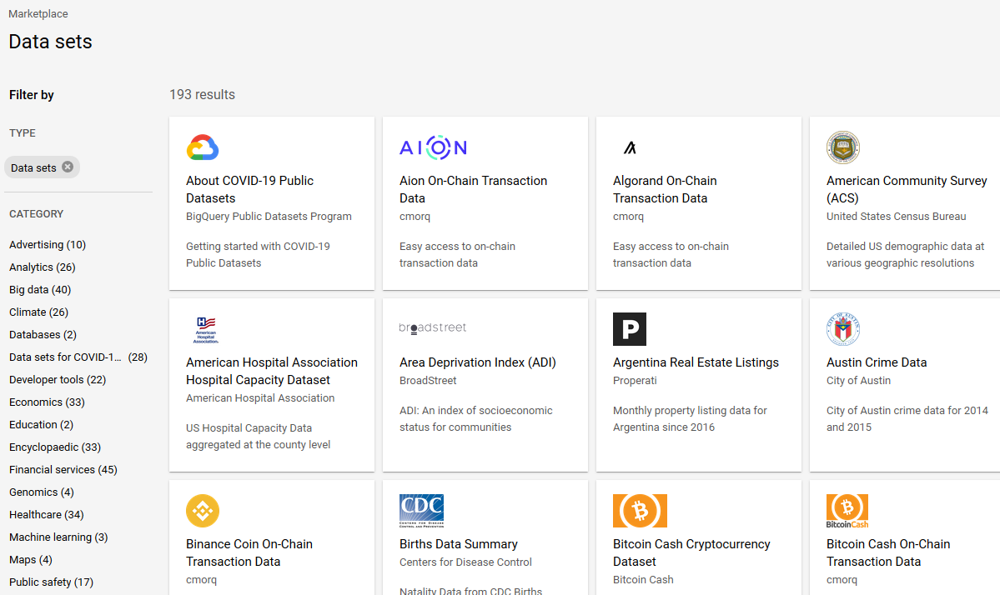 Marketplace
Data sets
Filter by
TYPE
Data sets
CATEGORY
Advertising (10)
Analytics (26)
Big data (40)
Climate (26)
Databases (2)
Data sets for COVID-1... (28)
Developer tools (22)
Economics (33)
Education (2)
Encyclopaedic (33)
Financial services (45)
Genomics (4)
Healthcare (34)
Machine learning (3)
Maps (4)
Public safety (17)
193 results
About COVID-19 Public
Datasets
BigQuery Public Datasets Program
Getting started with COVID-19
Public Datasets
AION
Aion On-Chain Transaction
Data
cmorq
Easy access to on-chain
transaction data
Algorand On-Chain
Transaction Data
cmorq
Easy access to on-chain
transaction data
American Community Survey
(ACS)
United States Census Bureau
Detailed US demographic data at
various geographic resolutions
H
American
Hospital
Association.
American Hospital Association
Hospital Capacity Dataset
American Hospital Association
US Hospital Capacity Data
aggregated at the county level
broadstreet
Area Deprivation Index (ADI)
BroadStreet
ADI: An index of socioeconomic
status for communities
P
Argentina Real Estate Listings
Properati
Monthly property listing data for
Argentina since 2016
CITY OF AUSTIN
Austin Crime Data
City of Austin
City of Austin crime data for 2014
and 2015
Binance Coin On-Chain
Transaction Data
cmorq
CDC
CENTERS FOR DISEASE
CONTROL AND PREVENTION
Births Data Summary
Centers for Disease Control
Natality Data from CDC Births
Bitcoin Cash Cryptocurrency
Dataset
Bitcoin Cash
BitcoinCash
Bitcoin Cash On-Chain
Transaction Data
cmorq